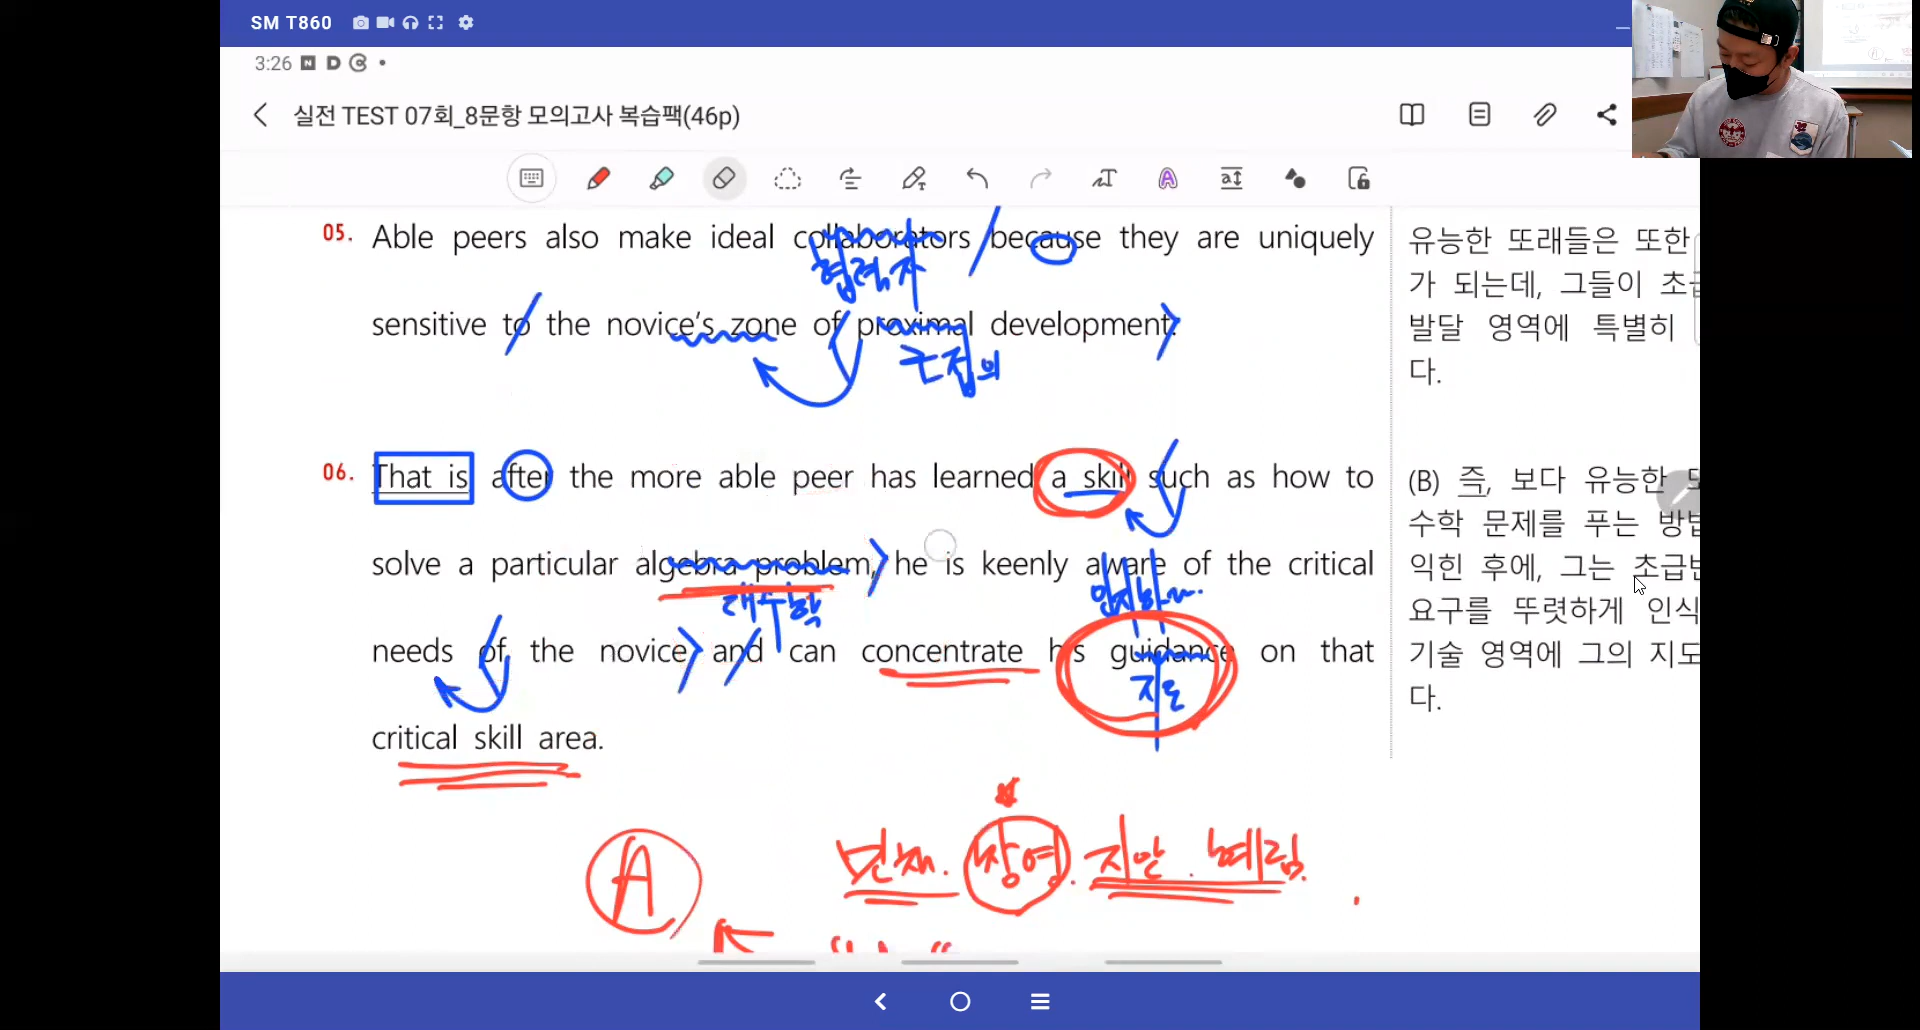 SM T860
3:26
실전 TEST 07회_8문항 모의고사 복습팩(46p)
05. Able peers also make ideal collaborators because they are uniquely
협력자
sensitive to the novice's zone of proximal development.
근접의
06. That is after the more able peer has learned a skill such as how to
solve a particular algebra problem, he is keenly aware of the critical
대수학
needs of the novice and can concentrate his guidance on that
지도
critical skill area.
A
유능한 또래들은 또한
가 되는데, 그들이 초급
발달 영역에 특별히
다.
(B) 즉, 보다 유능한
수학 문제를 푸는 방법
익힌 후에, 그는 초급
요구를 뚜렷하게 인식
기술 영역에 그의 지도
다.